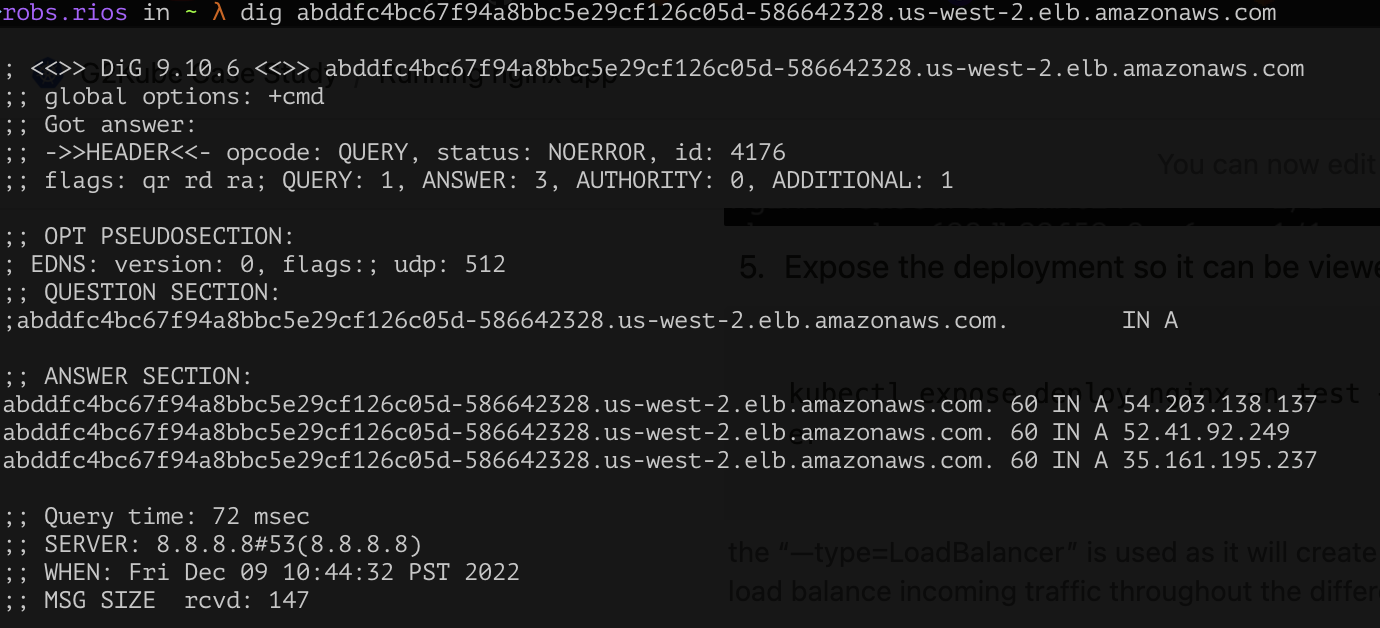 robs.rios in ~ λ dig abddfc4bc67f94a8bbc5e29cf126c05d-586642328.us-west-2.elb.amazonaws.com
; <<>> DiG 9.10.6 <<>> abddfc4bc67f94a8bbc5e29cf126c05d-586642328.us-west-2.elb.amazonaws.com
Case Study / Running nginx app
;; global options: +cmd
;; Got answer:
;; ->>HEADER<<- opcode: QUERY, status: NOERROR, id: 4176
You can now edit
;; flags: qr rd ra; QUERY: 1, ANSWER: 3, AUTHORITY: 0, ADDITIONAL: 1
;; OPT PSEUDOSECTION:
; EDNS: version: 0, flags:; udp: 512
5. Expose the deployment so it can be viewe
;; QUESTION SECTION:
;abddfc4bc67f94a8bbc5e29cf126c05d-586642328.us-west-2.elb.amazonaws.com. IN A
;; ANSWER SECTION:
kubectl expose deploy nginx -n test
abddfc4bc67f94a8bbc5e29cf126c05d-586642328.us-west-2.elb.amazonaws.com. 60 IN A 54.203.138.137
abddfc4bc67f94a8bbc5e29cf126c05d-586642328.us-west-2.elb.amazonaws.com. 60 IN A 52.41.92.249
abddfc4bc67f94a8bbc5e29cf126c05d-586642328.us-west-2.elb.amazonaws.com. 60 IN A 35.161.195.237
;; Query time: 72 msec
;; SERVER: 8.8.8.8#53(8.8.8.8)
the “—type=LoadBalancer” is used as it will create
;; WHEN: Fri Dec 09 10:44:32 PST 2022
load balance incoming traffic throughout the differ
;; MSG SIZE rcvd: 147